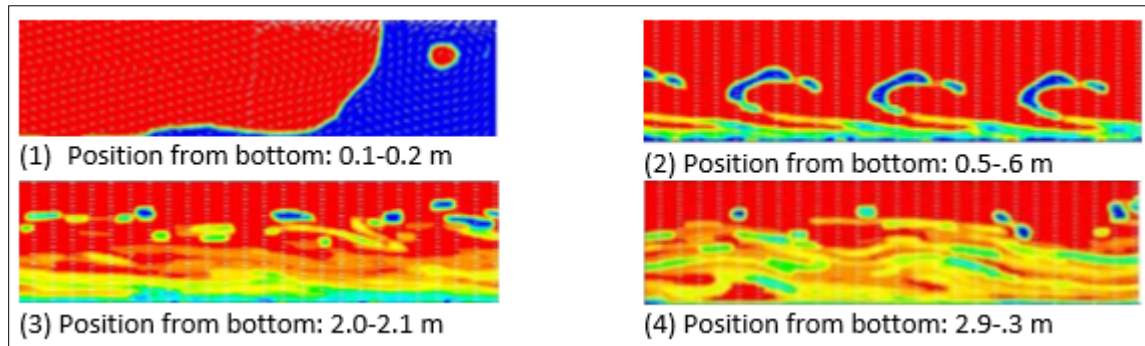 (1) Position from bottom: 0.1-0.2 m
(2) Position from bottom: 0.5-.6 m
(3) Position from bottom: 2.0-2.1 m
(4) Position from bottom: 2.9-.3 m